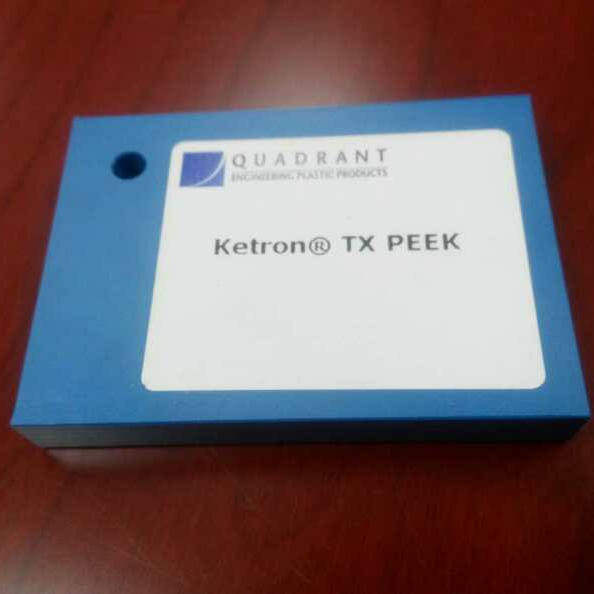 QUADRANT
ENGINEERING PLASTIC PRODUCTS
Ketron® TX PEEK